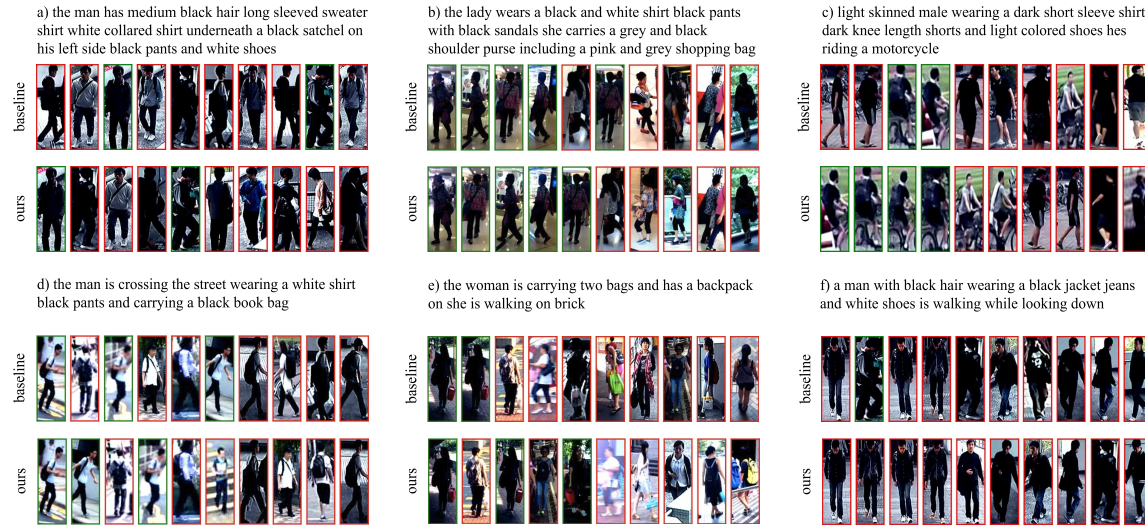 a) the man has medium black hair long sleeved sweater
shirt white collared shirt underneath a black satchel on
his left side black pants and white shoes
baseline
ours
b) the lady wears a black and white shirt black pants
with black sandals she carries a grey and black
shoulder purse including a pink and grey shopping bag
baseline
ours
c) light skinned male wearing a dark short sleeve shirt
dark knee length shorts and light colored shoes hes
riding a motorcycle
baseline
ours
d) the man is crossing the street wearing a white shirt
black pants and carrying a black book bag
baseline
ours
e) the woman is carrying two bags and has a backpack
on she is walking on brick
baseline
ours
f) a man with black hair wearing a black jacket jeans
and white shoes is walking while looking down
baseline
ours